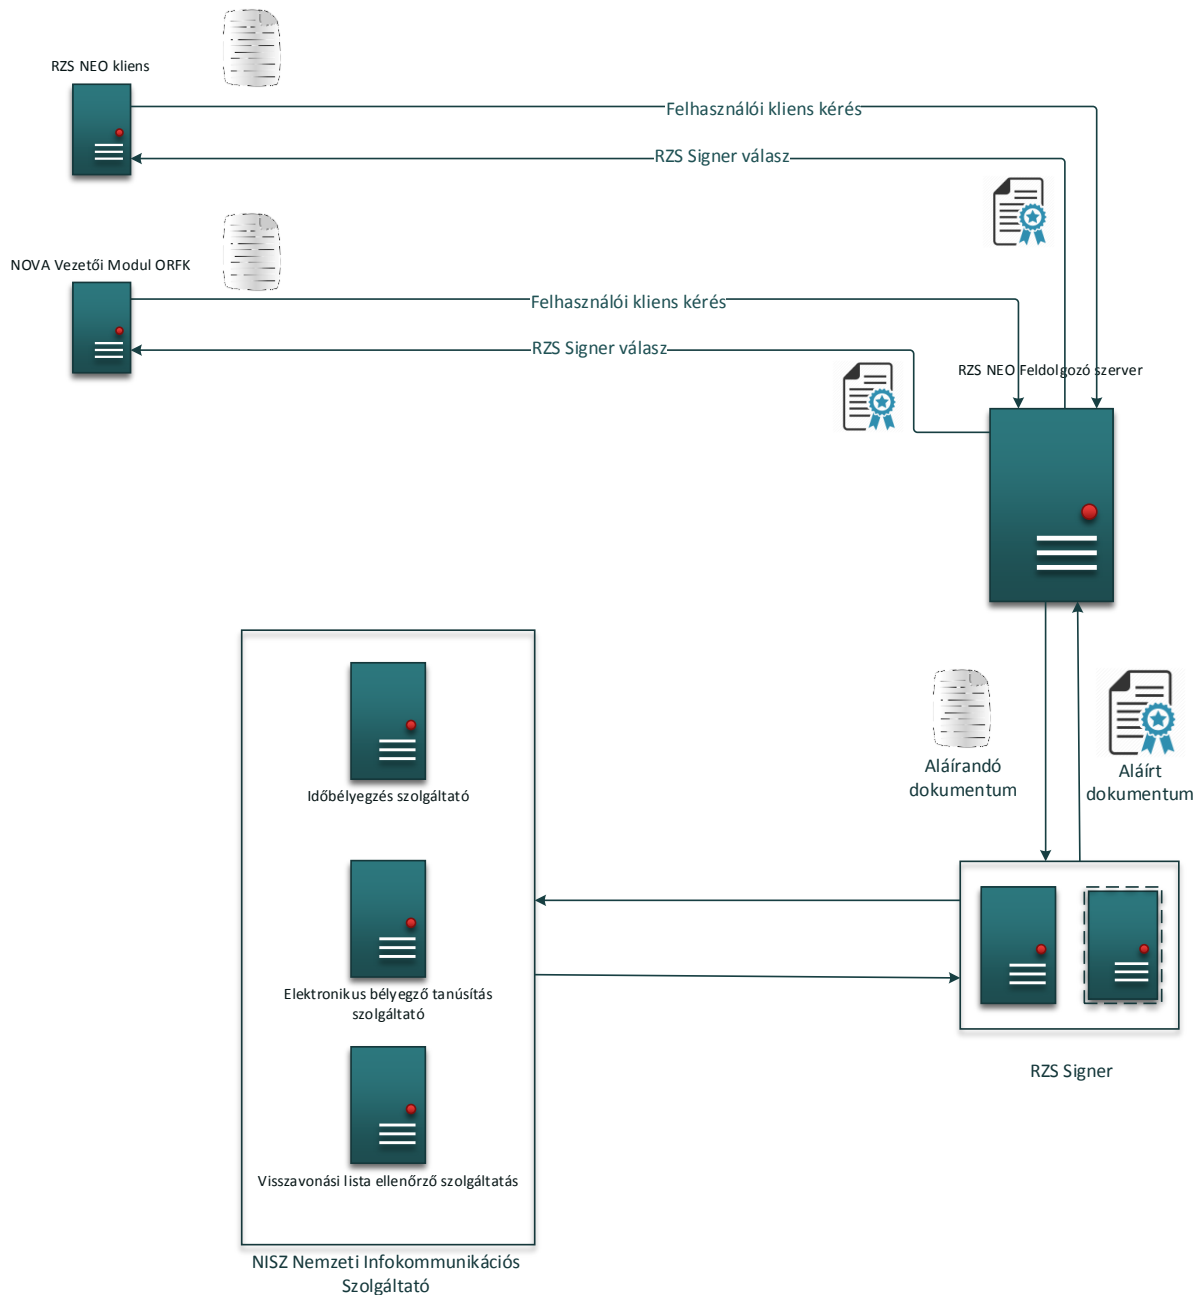 RZS NEO kliens
Felhasználói kliens kérés
RZS Signer válasz
NOVA Vezetői Modul ORFK
Felhasználói kliens kérés
RZS Signer válasz
RZS NEO Feldolgozó szerver
Aláírandó
dokumentum
Aláírt
dokumentum
Időbélyegzés szolgáltató
Elektronikus bélyegző tanúsítás
szolgáltató
RZS Signer
Visszavonási lista ellenőrző szolgáltatás
NISZ Nemzeti Infokommunikációs
Szolgáltató